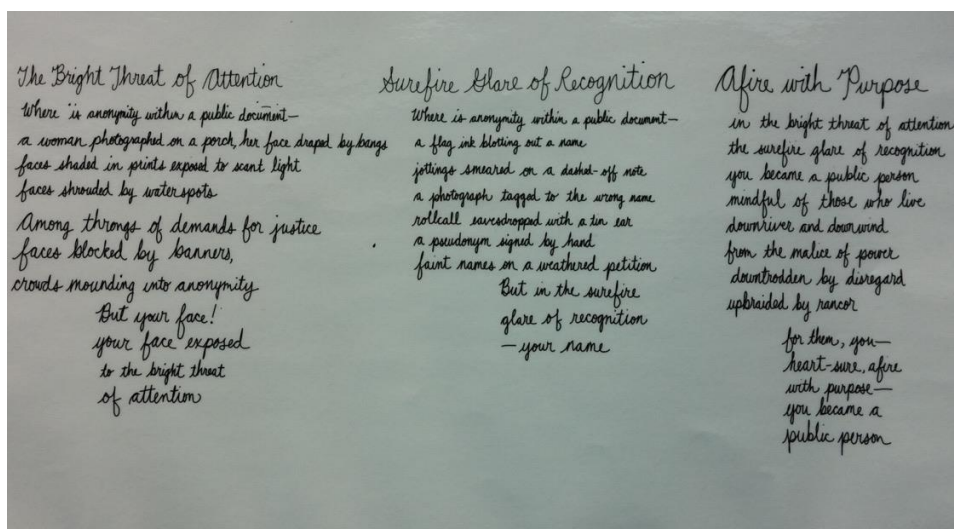 The Bright Threat of Attention
Where is anonymity within a public document—
a woman photographed on a porch, her face draped by bangs
faces shaded in prints exposed to scant light
faces shrouded by waterspots
Among throngs of demands for justice
faces blocked by banners,
crowds mounding into anonymity
But your face!
your face exposed
to the bright threat
of attention
Surefire Glare of Recognition
Where is anonymity within a public document—
a flag ink blotting out a name
jottings smeared on a dashed-off note
a photograph tagged to the wrong name
rollcall eavesdropped with a tin ear
a pseudonym signed by hand
faint names on a weathered petition
But in the surefire
glare of recognition
—your name
Afire with Purpose
in the bright threat of attention
the surefire glare of recognition
you became a public person
mindful of those who live
downriver and downwind
from the malice of power
downtrodden by disregard
upbraided by rancor
for them, you—
heart-sure, afire
with purpose—
you became a
public person